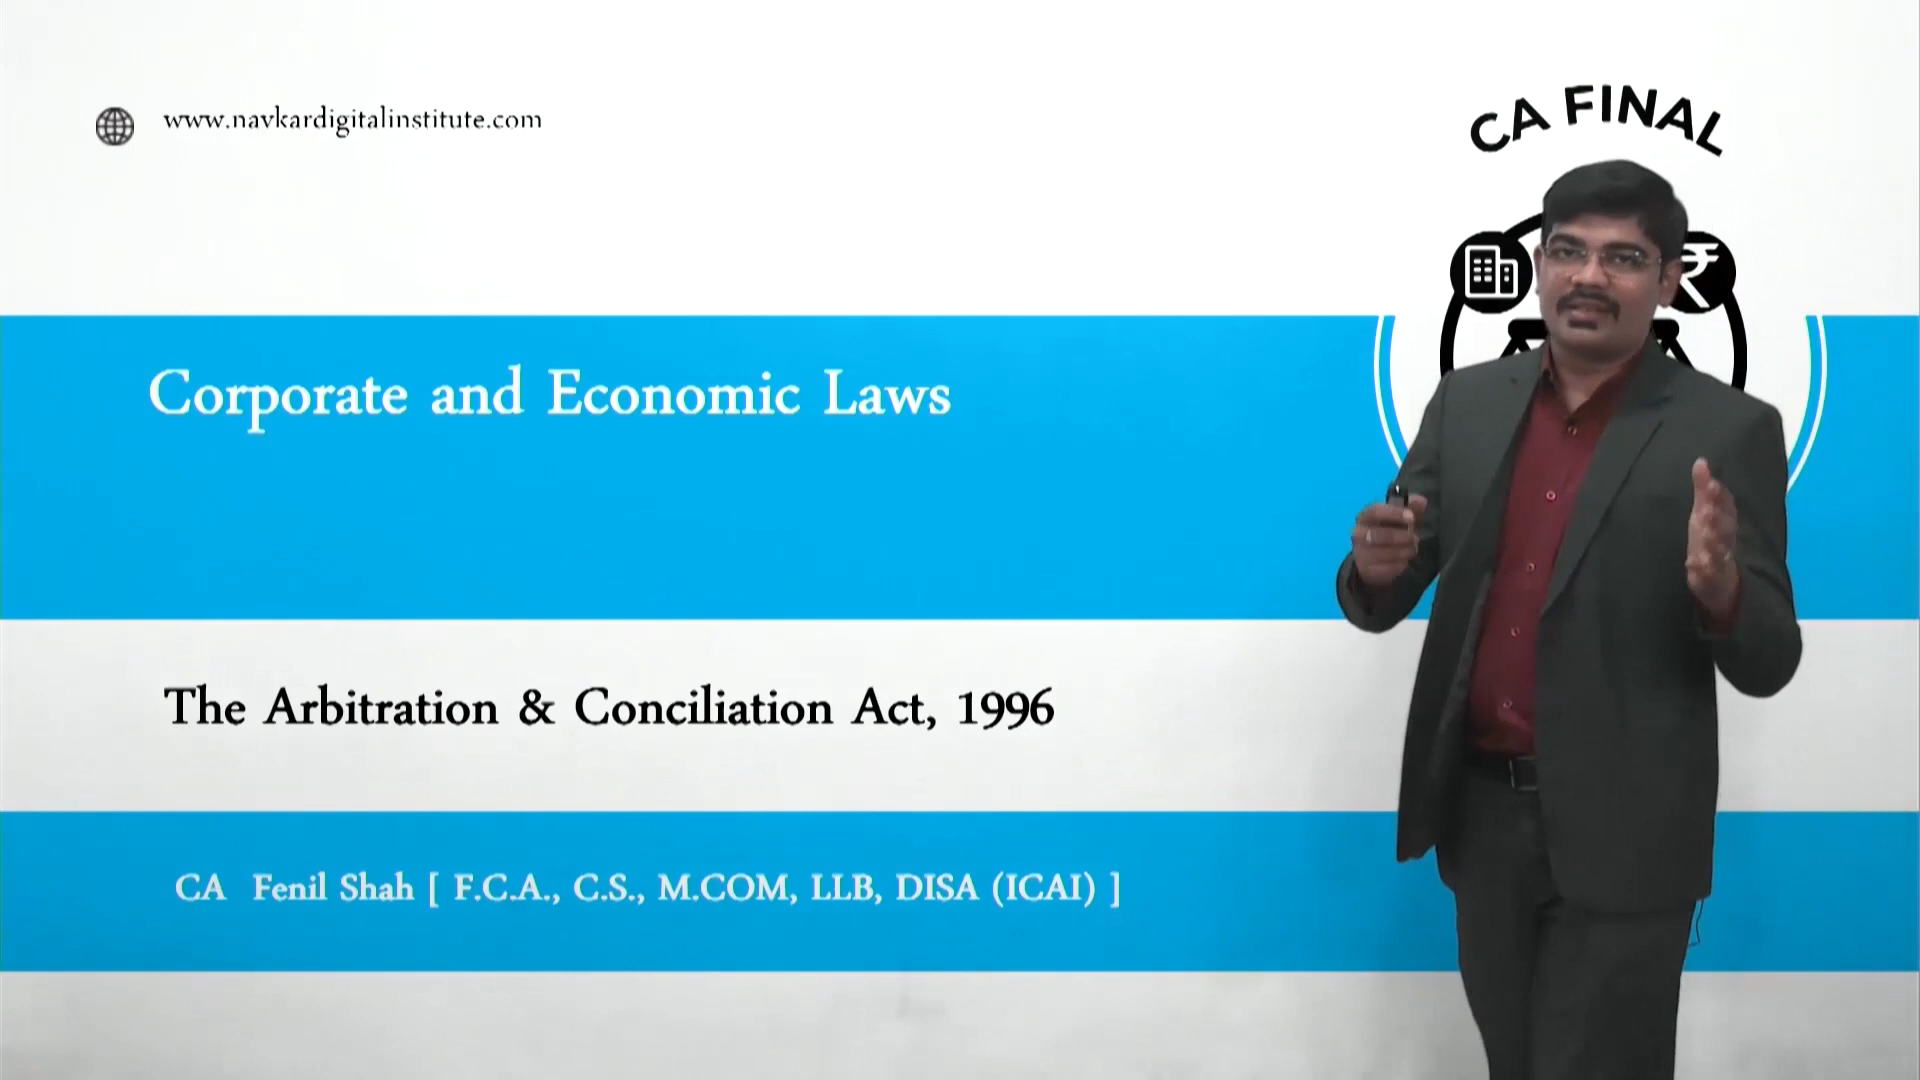 www.navkardigitalinstitute.com
CA FINAL
₹
Corporate and Economic Laws
The Arbitration & Conciliation Act, 1996
CA Fenil Shah [ F.C.A., C.S., M.COM, LLB, DISA (ICAI) ]